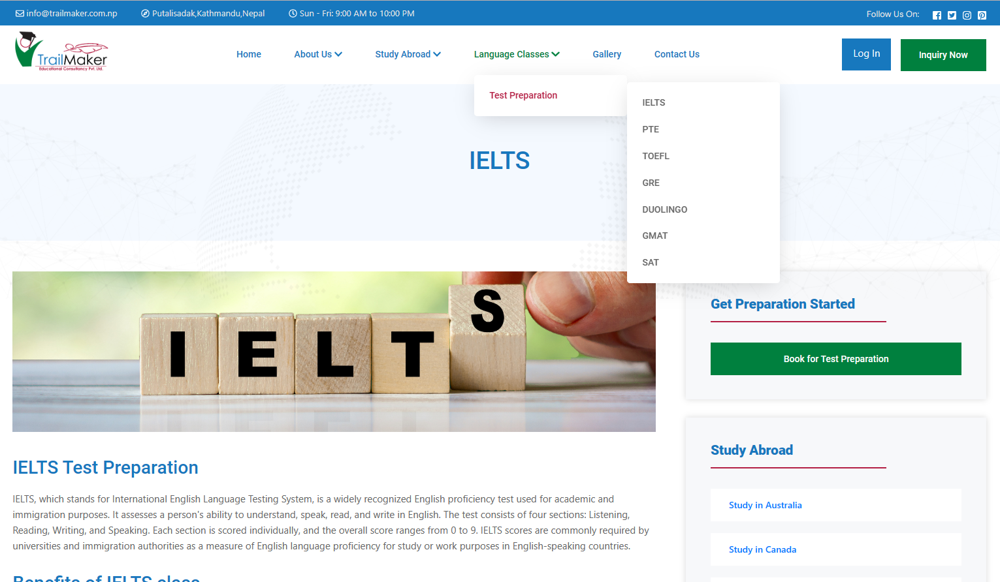 info@trailmaker.com.np
Putalisadak,Kathmandu,Nepal
Sun - Fri: 9:00 AM to 10:00 PM
Follow Us On:
TrailMaker
Educational Consultancy Pvt. Ltd.
Home
About Us
Study Abroad
Language Classes
Gallery
Contact Us
Log In
Inquiry Now
Test Preparation
IELTS
PTE
TOEFL
GRE
DUOLINGO
GMAT
SAT
IELTS
I E L T S
Get Preparation Started
Book for Test Preparation
Study Abroad
Study in Australia
Study in Canada
IELTS Test Preparation
IELTS, which stands for International English Language Testing System, is a widely recognized English proficiency test used for academic and
immigration purposes. It assesses a person's ability to understand, speak, read, and write in English. The test consists of four sections: Listening,
Reading, Writing, and Speaking. Each section is scored individually, and the overall score ranges from 0 to 9. IELTS scores are commonly required by
universities and immigration authorities as a measure of English language proficiency for study or work purposes in English-speaking countries.
Benefits of IELTS class